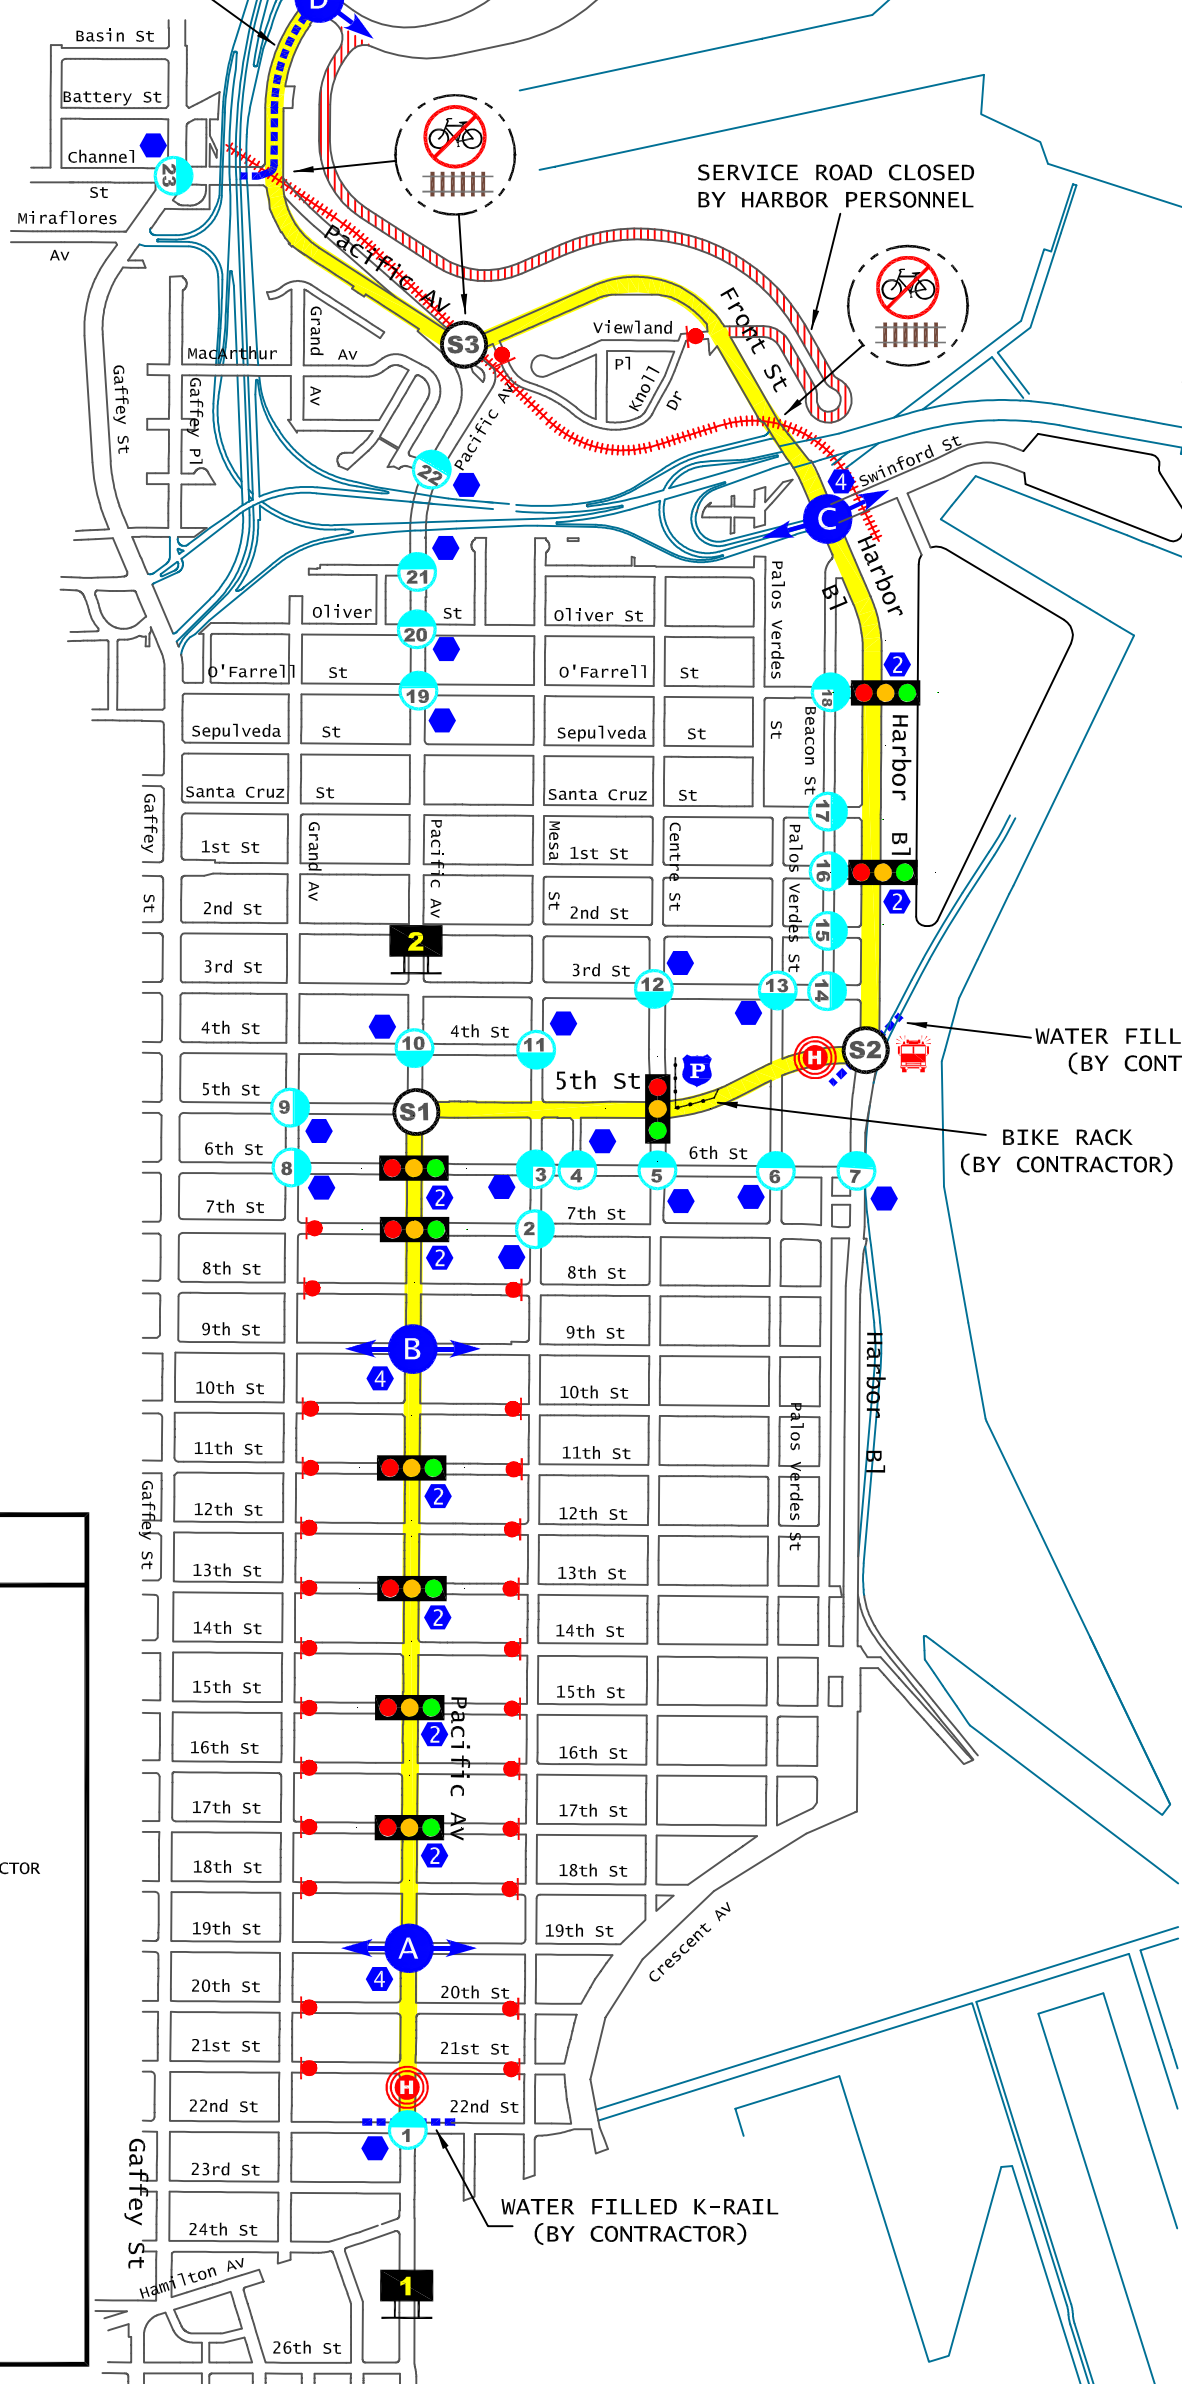 D
Basin St
Battery St
Channel
St
23
Miraflores
Av
SERVICE ROAD CLOSED
BY HARBOR PERSONNEL
Pacific Av
Front St
S3
Viewland
Pl
Knoll
Dr
Grand
Av
MacArthur
Av
Gaffey St
Gaffey Pl
Pacific Av
22
4
Swinford St
C
Harbor
Bl
21
Oliver
St
Oliver St
20
Palos Verdes
St
O'Farrell
St
O'Farrell
St
2
19
18
Sepulveda
St
Sepulveda
St
Beacon St
Harbor Bl
Santa Cruz
St
Santa Cruz
St
17
Gaffey
St
Grand Av
Pacific Av
Mesa
St
Centre St
Palos Verdes St
1st St
1st St
16
2
2nd St
2nd St
15
2
3rd St
3rd St
12
13
14
4th St
4th St
10
11
H
S2
WATER FILL
(BY CONT
5th St
5th St
P
9
S1
BIKE RACK
(BY CONTRACTOR)
6th St
6th St
8
3
4
5
6
7
2
7th St
7th St
2
2
8th St
8th St
9th St
9th St
B
4
Harbor Bl
10th St
10th St
Palos Verdes St
11th St
11th St
2
Gaffey St
12th St
12th St
13th St
13th St
2
14th St
14th St
15th St
15th St
Pacific Av
2
16th St
16th St
17th St
17th St
2
18th St
18th St
CTOR
19th St
19th St
Crescent Av
A
4
20th St
20th St
21st St
21st St
H
22nd St
22nd St
1
Gaffey St
23rd St
WATER FILLED K-RAIL
(BY CONTRACTOR)
24th St
Hamilton Av
1
26th St